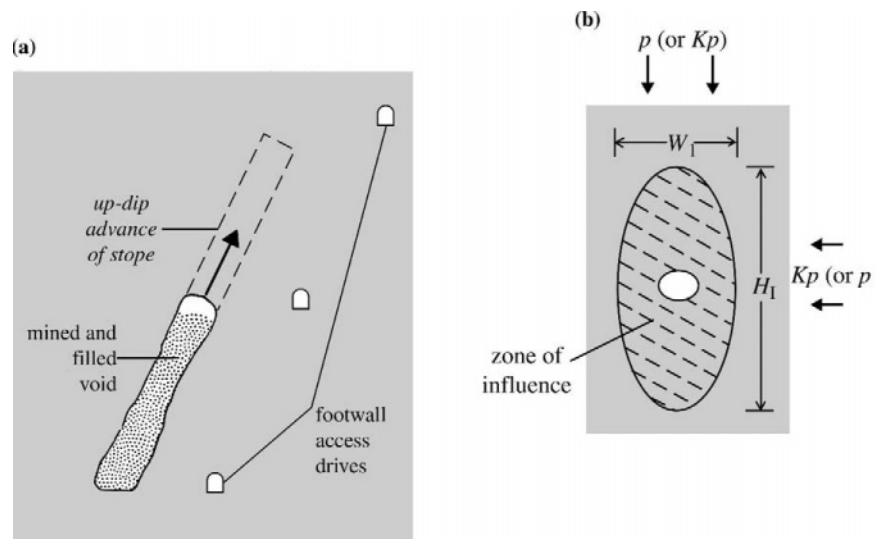 (a)
up-dip
advance
of stope
mined and
filled
void
footwall
access
drives
(b)
p (or Kp)
W₁
Kp (or p
H_I
zone of
influence